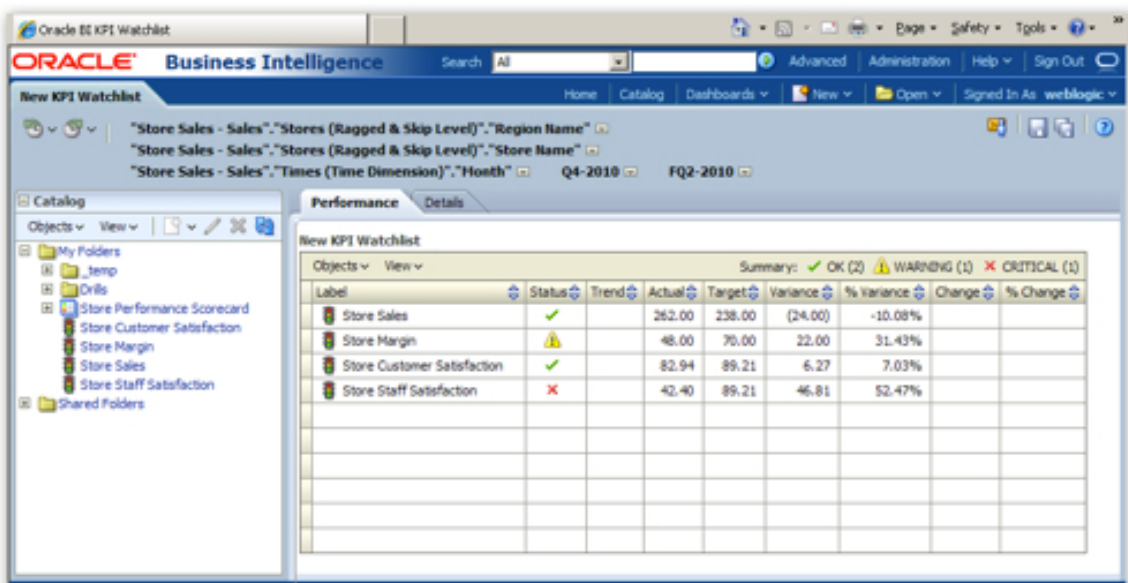 Oracle BI KPI Watchlist
Page Safety Tools
ORACLE Business Intelligence Search All Advanced Administration Help Sign Out
New KPI Watchlist Home Catalog Dashboards New Open Signed In As weblogic
"Store Sales - Sales"."Stores (Ragged & Skip Level)"."Region Name"
"Store Sales - Sales"."Stores (Ragged & Skip Level)"."Store Name"
"Store Sales - Sales"."Times (Time Dimension)"."Month" Q4-2010 FQ2-2010
Catalog
Objects View
My Folders
_temp
Drills
Store Performance Scorecard
Store Customer Satisfaction
Store Margin
Store Sales
Store Staff Satisfaction
Shared Folders
Performance Details
New KPI Watchlist
Objects View Summary: OK (2) WARNING (1) CRITICAL (1)
Label Status Trend Actual Target Variance % Variance Change % Change
Store Sales 262.00 238.00 (24.00) -10.08%
Store Margin 48.00 70.00 22.00 31.43%
Store Customer Satisfaction 82.94 89.21 6.27 7.03%
Store Staff Satisfaction 42.40 89.21 46.81 52.47%